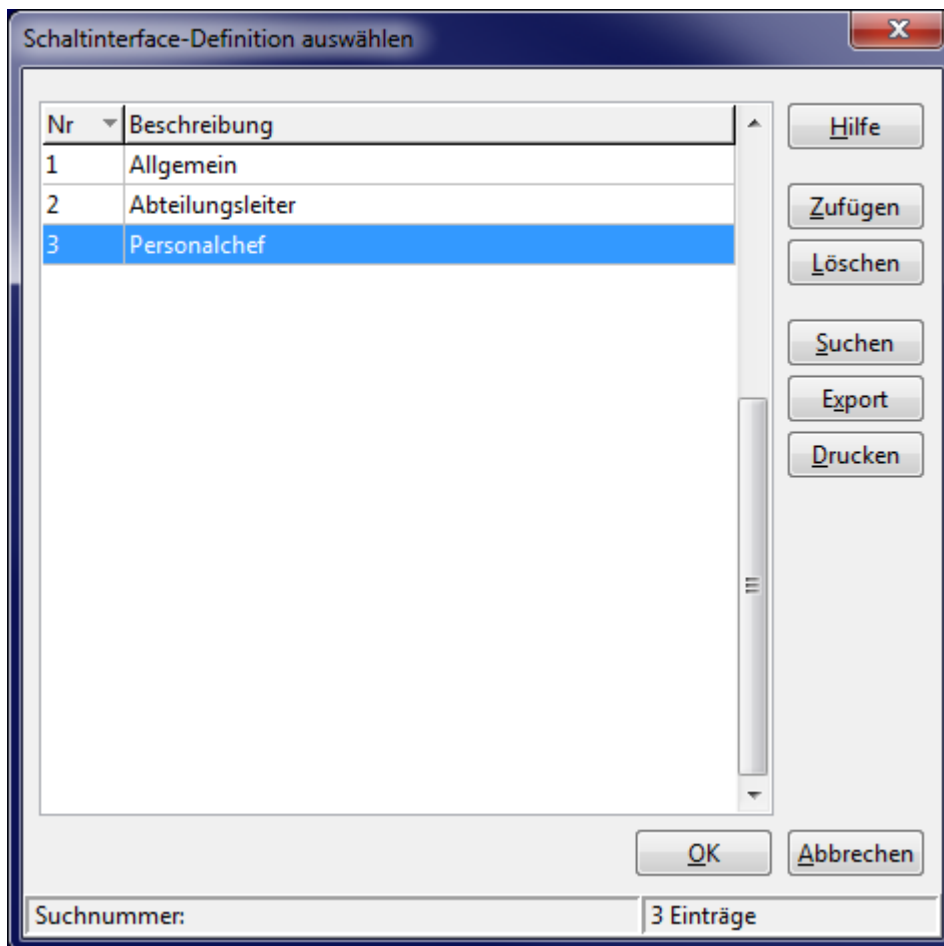 Schaltinterface-Definition auswählen
Nr Beschreibung
1 Allgemein
2 Abteilungsleiter
3 Personalchef
Hilfe
Zufügen
Löschen
Suchen
Export
Drucken
OK Abbrechen
Suchnummer: 3 Einträge